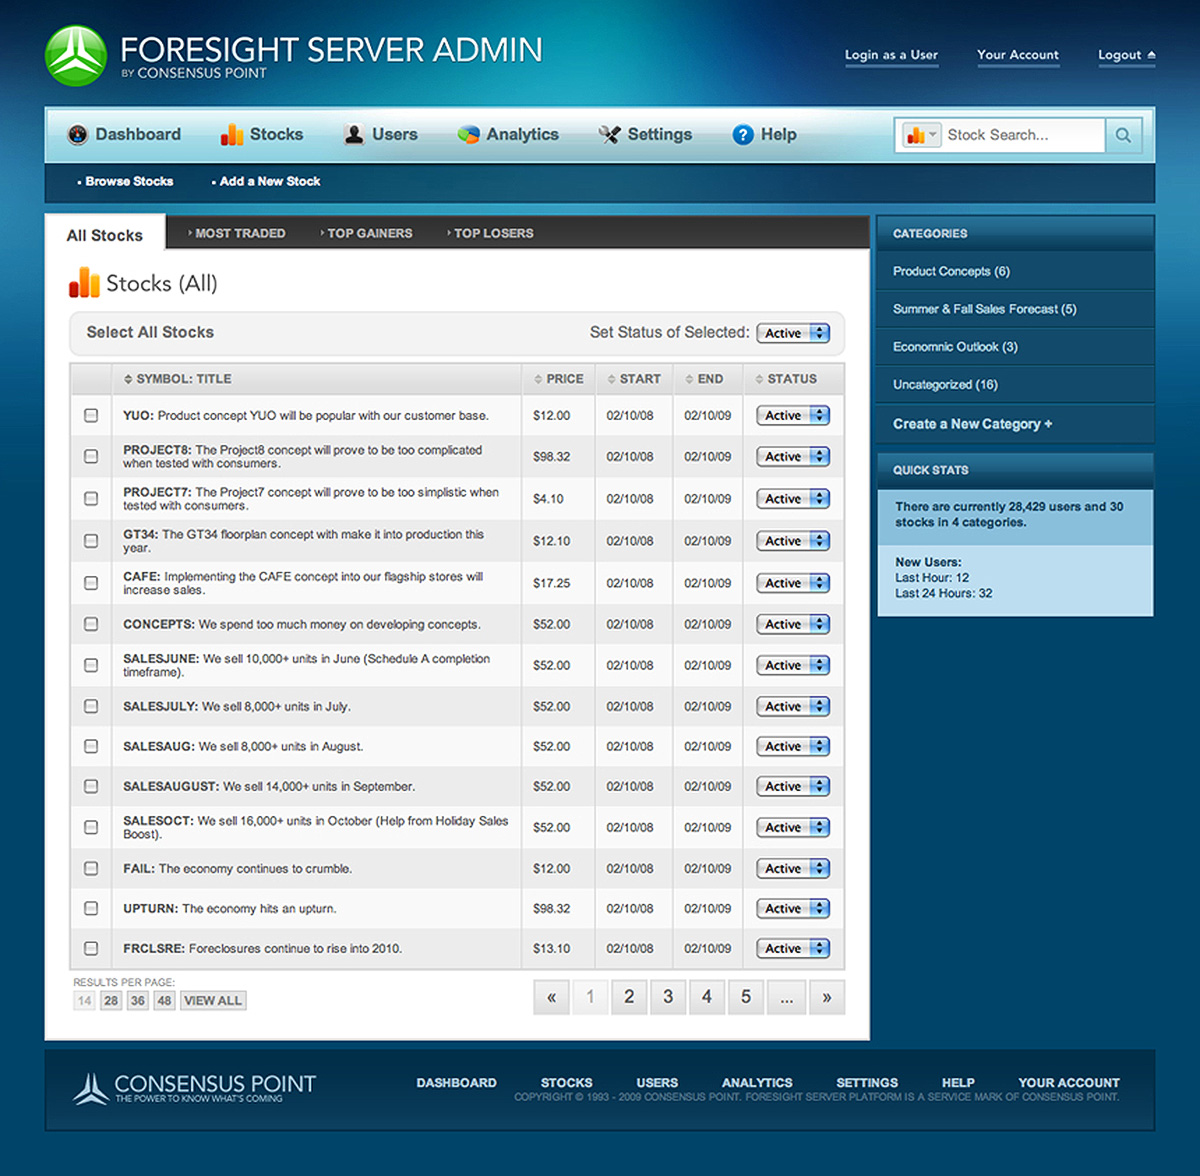 FORESIGHT SERVER ADMIN
BY CONSENSUS POINT
Login as a User
Your Account
Logout
Dashboard
Stocks
Users
Analytics
Settings
Help
Stock Search...
Browse Stocks
Add a New Stock
All Stocks
MOST TRADED
TOP GAINERS
TOP LOSERS
Stocks (All)
Select All Stocks
Set Status of Selected: Active
SYMBOL: TITLE PRICE START END STATUS
YUO: Product concept YUO will be popular with our customer base. $12.00 02/10/08 02/10/09 Active
PROJECT8: The Project8 concept will prove to be too complicated
when tested with consumers. $98.32 02/10/08 02/10/09 Active
PROJECT7: The Project7 concept will prove to be too simplistic when
tested with consumers. $4.10 02/10/08 02/10/09 Active
GT34: The GT34 floorplan concept with make it into production this
year. $12.10 02/10/08 02/10/09 Active
CAFE: Implementing the CAFE concept into our flagship stores will
increase sales. $17.25 02/10/08 02/10/09 Active
CONCEPTS: We spend too much money on developing concepts. $52.00 02/10/08 02/10/09 Active
SALESJUNE: We sell 10,000+ units in June (Schedule A completion
timeframe). $52.00 02/10/08 02/10/09 Active
SALESJULY: We sell 8,000+ units in July. $52.00 02/10/08 02/10/09 Active
SALESAUG: We sell 8,000+ units in August. $52.00 02/10/08 02/10/09 Active
SALESAUGUST: We sell 14,000+ units in September. $52.00 02/10/08 02/10/09 Active
SALESOCT: We sell 16,000+ units in October (Help from Holiday Sales
Boost). $52.00 02/10/08 02/10/09 Active
FAIL: The economy continues to crumble. $12.00 02/10/08 02/10/09 Active
UPTURN: The economy hits an upturn. $98.32 02/10/08 02/10/09 Active
FRCLSRE: Foreclosures continue to rise into 2010. $13.10 02/10/08 02/10/09 Active
RESULTS PER PAGE:
14 28 36 48 VIEW ALL
« 1 2 3 4 5 ... »
CATEGORIES
Product Concepts (6)
Summer & Fall Sales Forecast (5)
Economnic Outlook (3)
Uncategorized (16)
Create a New Category +
QUICK STATS
There are currently 28,429 users and 30
stocks in 4 categories.
New Users:
Last Hour: 12
Last 24 Hours: 32
CONSENSUS POINT
THE POWER TO KNOW WHAT'S COMING
DASHBOARD STOCKS USERS ANALYTICS SETTINGS HELP YOUR ACCOUNT
COPYRIGHT © 1993 - 2009 CONSENSUS POINT. FORESIGHT SERVER PLATFORM IS A SERVICE MARK OF CONSENSUS POINT.